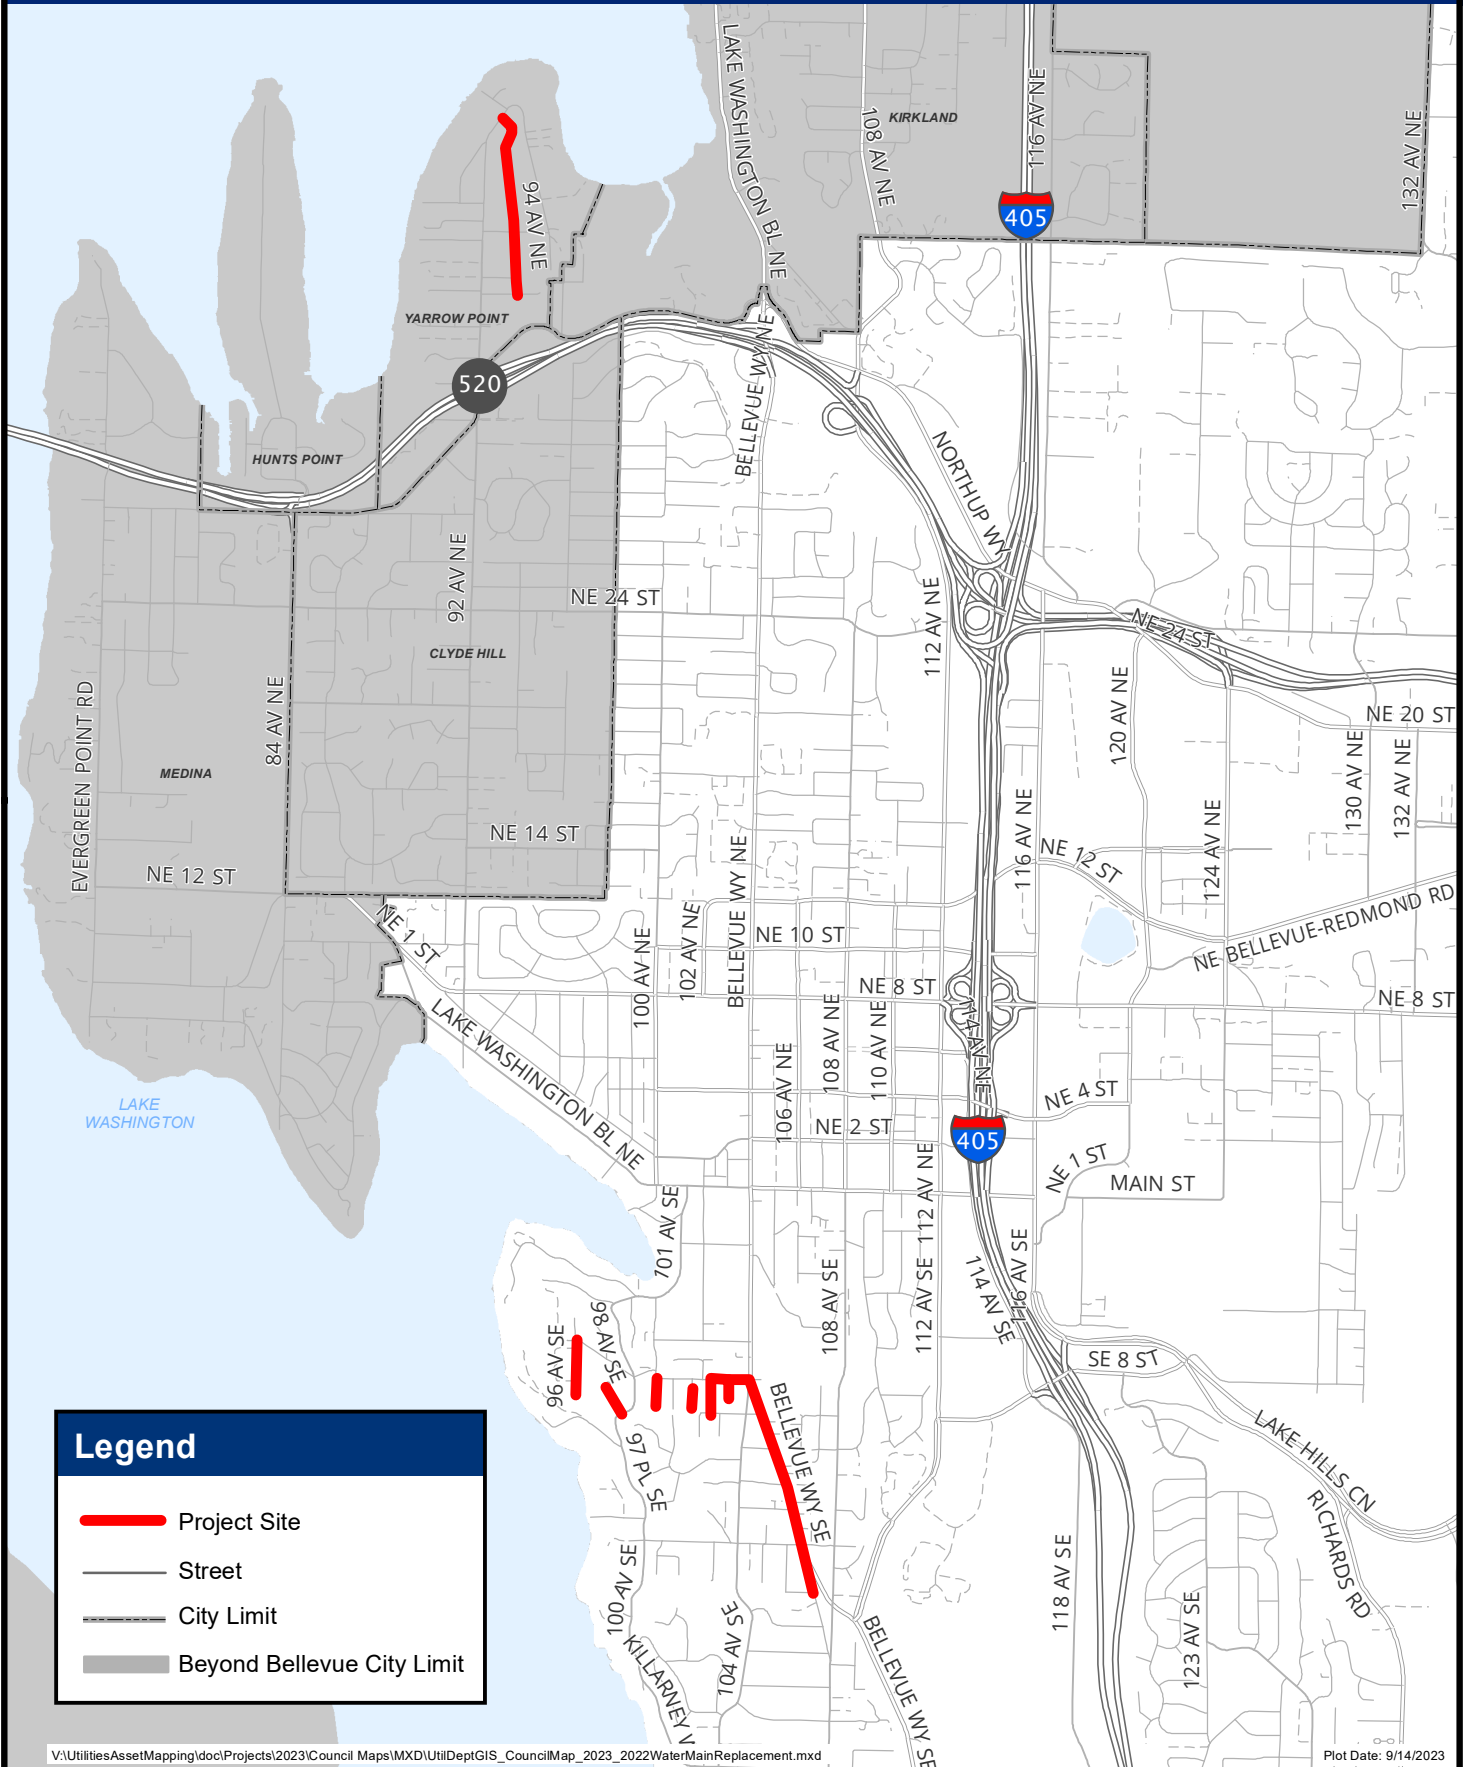 LAKE WASHINGTON BL NE
108 AV NE
KIRKLAND
116 AV NE
132 AV NE
405
94 AV NE
YARROW POINT
520
BELLEVUE WY NE
HUNTS POINT
NORTHUP WY
92 AV NE
NE 24 ST
112 AV NE
NE 24 ST
CLYDE HILL
EVERGREEN POINT RD
84 AV NE
120 AV NE
NE 20 ST
MEDINA
130 AV NE
132 AV NE
NE 14 ST
116 AV NE
124 AV NE
NE 12 ST
NE 12 ST
BELLEVUE WY NE
NE 1 ST
100 AV NE
102 AV NE
NE 10 ST
NE BELLEVUE-REDMOND RD
NE 8 ST
NE 8 ST
LAKE WASHINGTON BL NE
108 AV NE
110 AV NE
114 AV NE
106 AV NE
NE 4 ST
LAKE
WASHINGTON
NE 2 ST
405
112 AV NE
NE 1 ST
MAIN ST
101 AV SE
108 AV SE
112 AV SE
114 AV SE
116 AV SE
96 AV SE
98 AV SE
SE 8 ST
BELLEVUE WY SE
LAKE HILLS CN
97 PL SE
RICHARDS RD
100 AV SE
118 AV SE
104 AV SE
123 AV SE
KILLARNEY W
BELLEVUE WY SE
Legend
Project Site
Street
City Limit
Beyond Bellevue City Limit
V:\UtilitiesAssetMapping\doc\Projects\2023\Council Maps\MXD\UtilDeptGIS_CouncilMap_2023_2022WaterMainReplacement.mxd
Plot Date: 9/14/2023